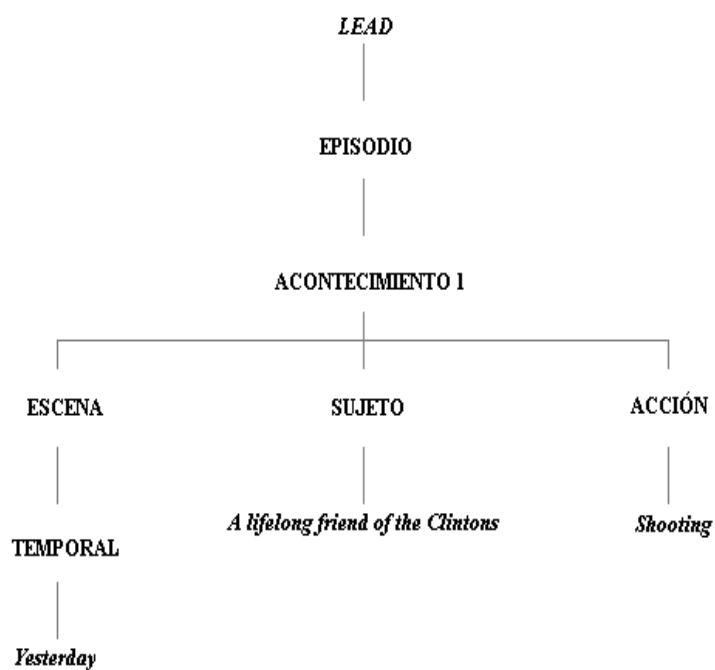 LEAD
EPISODIO
ACONTECIMIENTO 1
ESCENA
SUJETO
ACCIÓN
A lifelong friend of the Clintons
Shooting
TEMPORAL
Yesterday